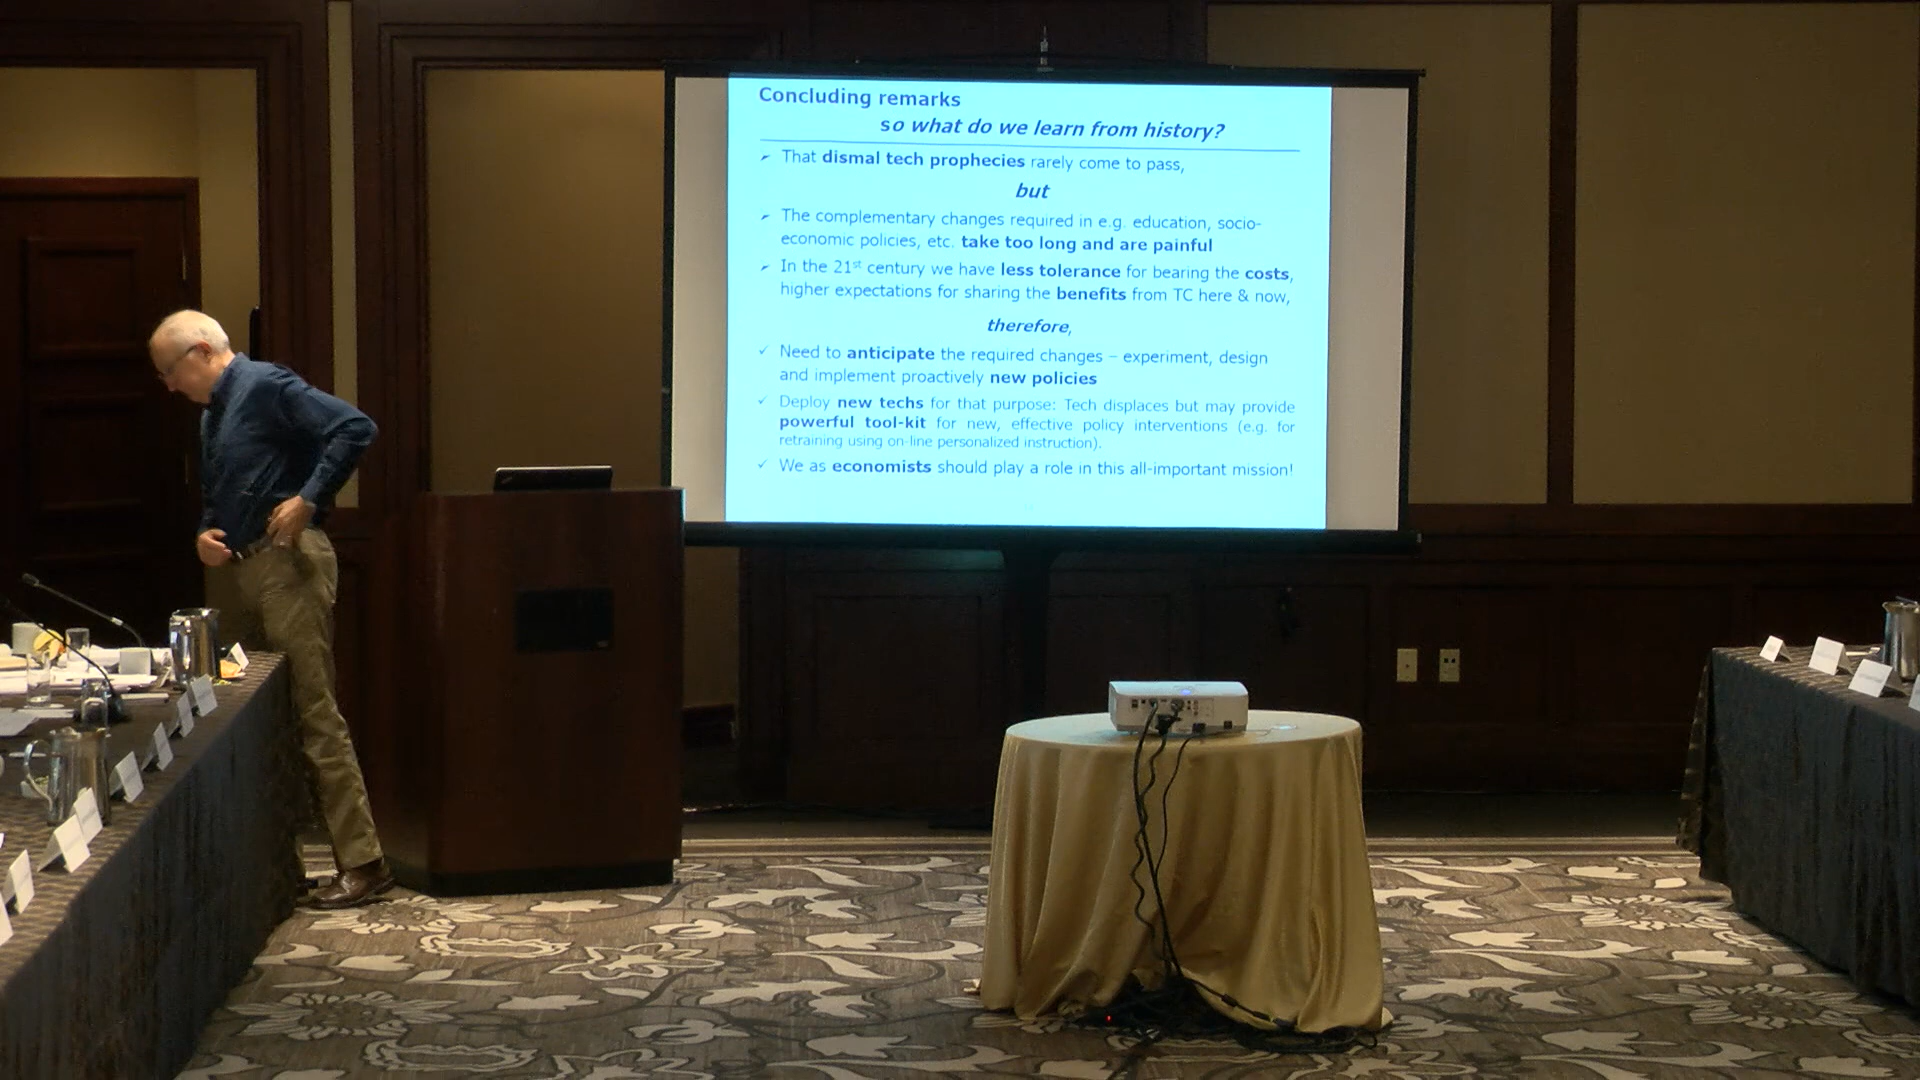 Concluding remarks
so what do we learn from history?
That dismal tech prophecies rarely come to pass,
but
The complementary changes required in e.g. education, socio-
economic policies, etc. take too long and are painful
In the 21st century we have less tolerance for bearing the costs,
higher expectations for sharing the benefits from TC here & now,
therefore,
Need to anticipate the required changes – experiment, design
and implement proactively new policies
Deploy new techs for that purpose: Tech displaces but may provide
powerful tool-kit for new, effective policy interventions (e.g. for
retraining using on-line personalized instruction).
We as economists should play a role in this all-important mission!